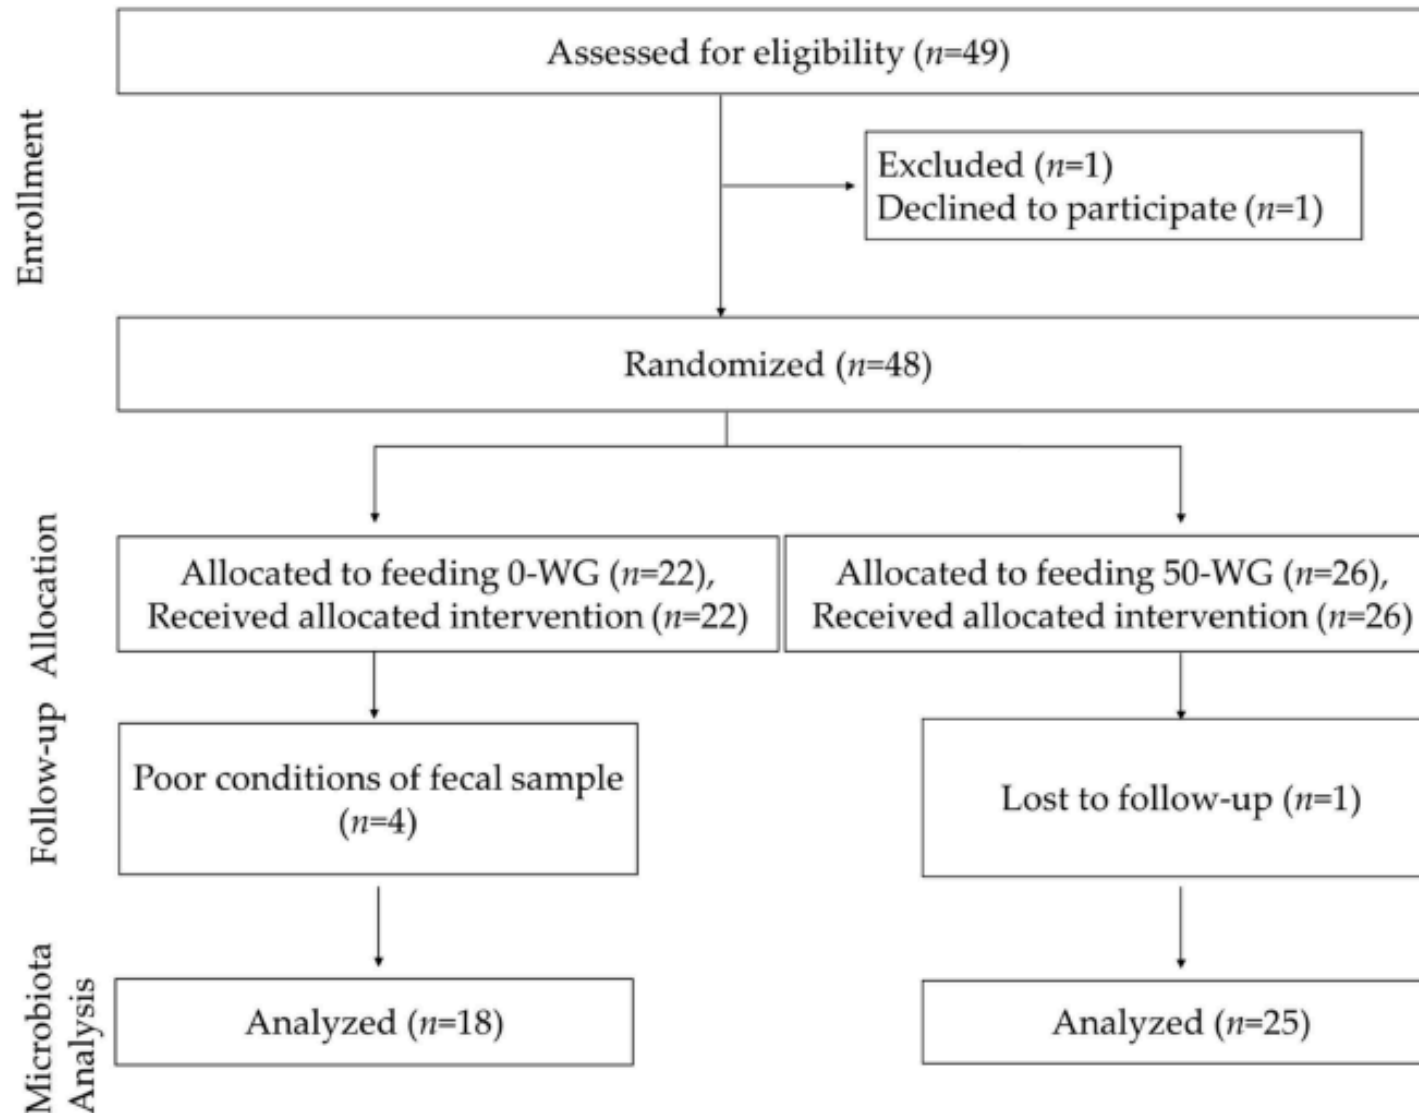 Assessed for eligibility (n=49)
Enrollment
Excluded (n=1)
Declined to participate (n=1)
Randomized (n=48)
Allocation
Allocated to feeding 0-WG (n=22),
Received allocated intervention (n=22)
Allocated to feeding 50-WG (n=26),
Received allocated intervention (n=26)
Follow-up
Poor conditions of fecal sample
(n=4)
Lost to follow-up (n=1)
Microbiota
Analysis
Analyzed (n=18)
Analyzed (n=25)